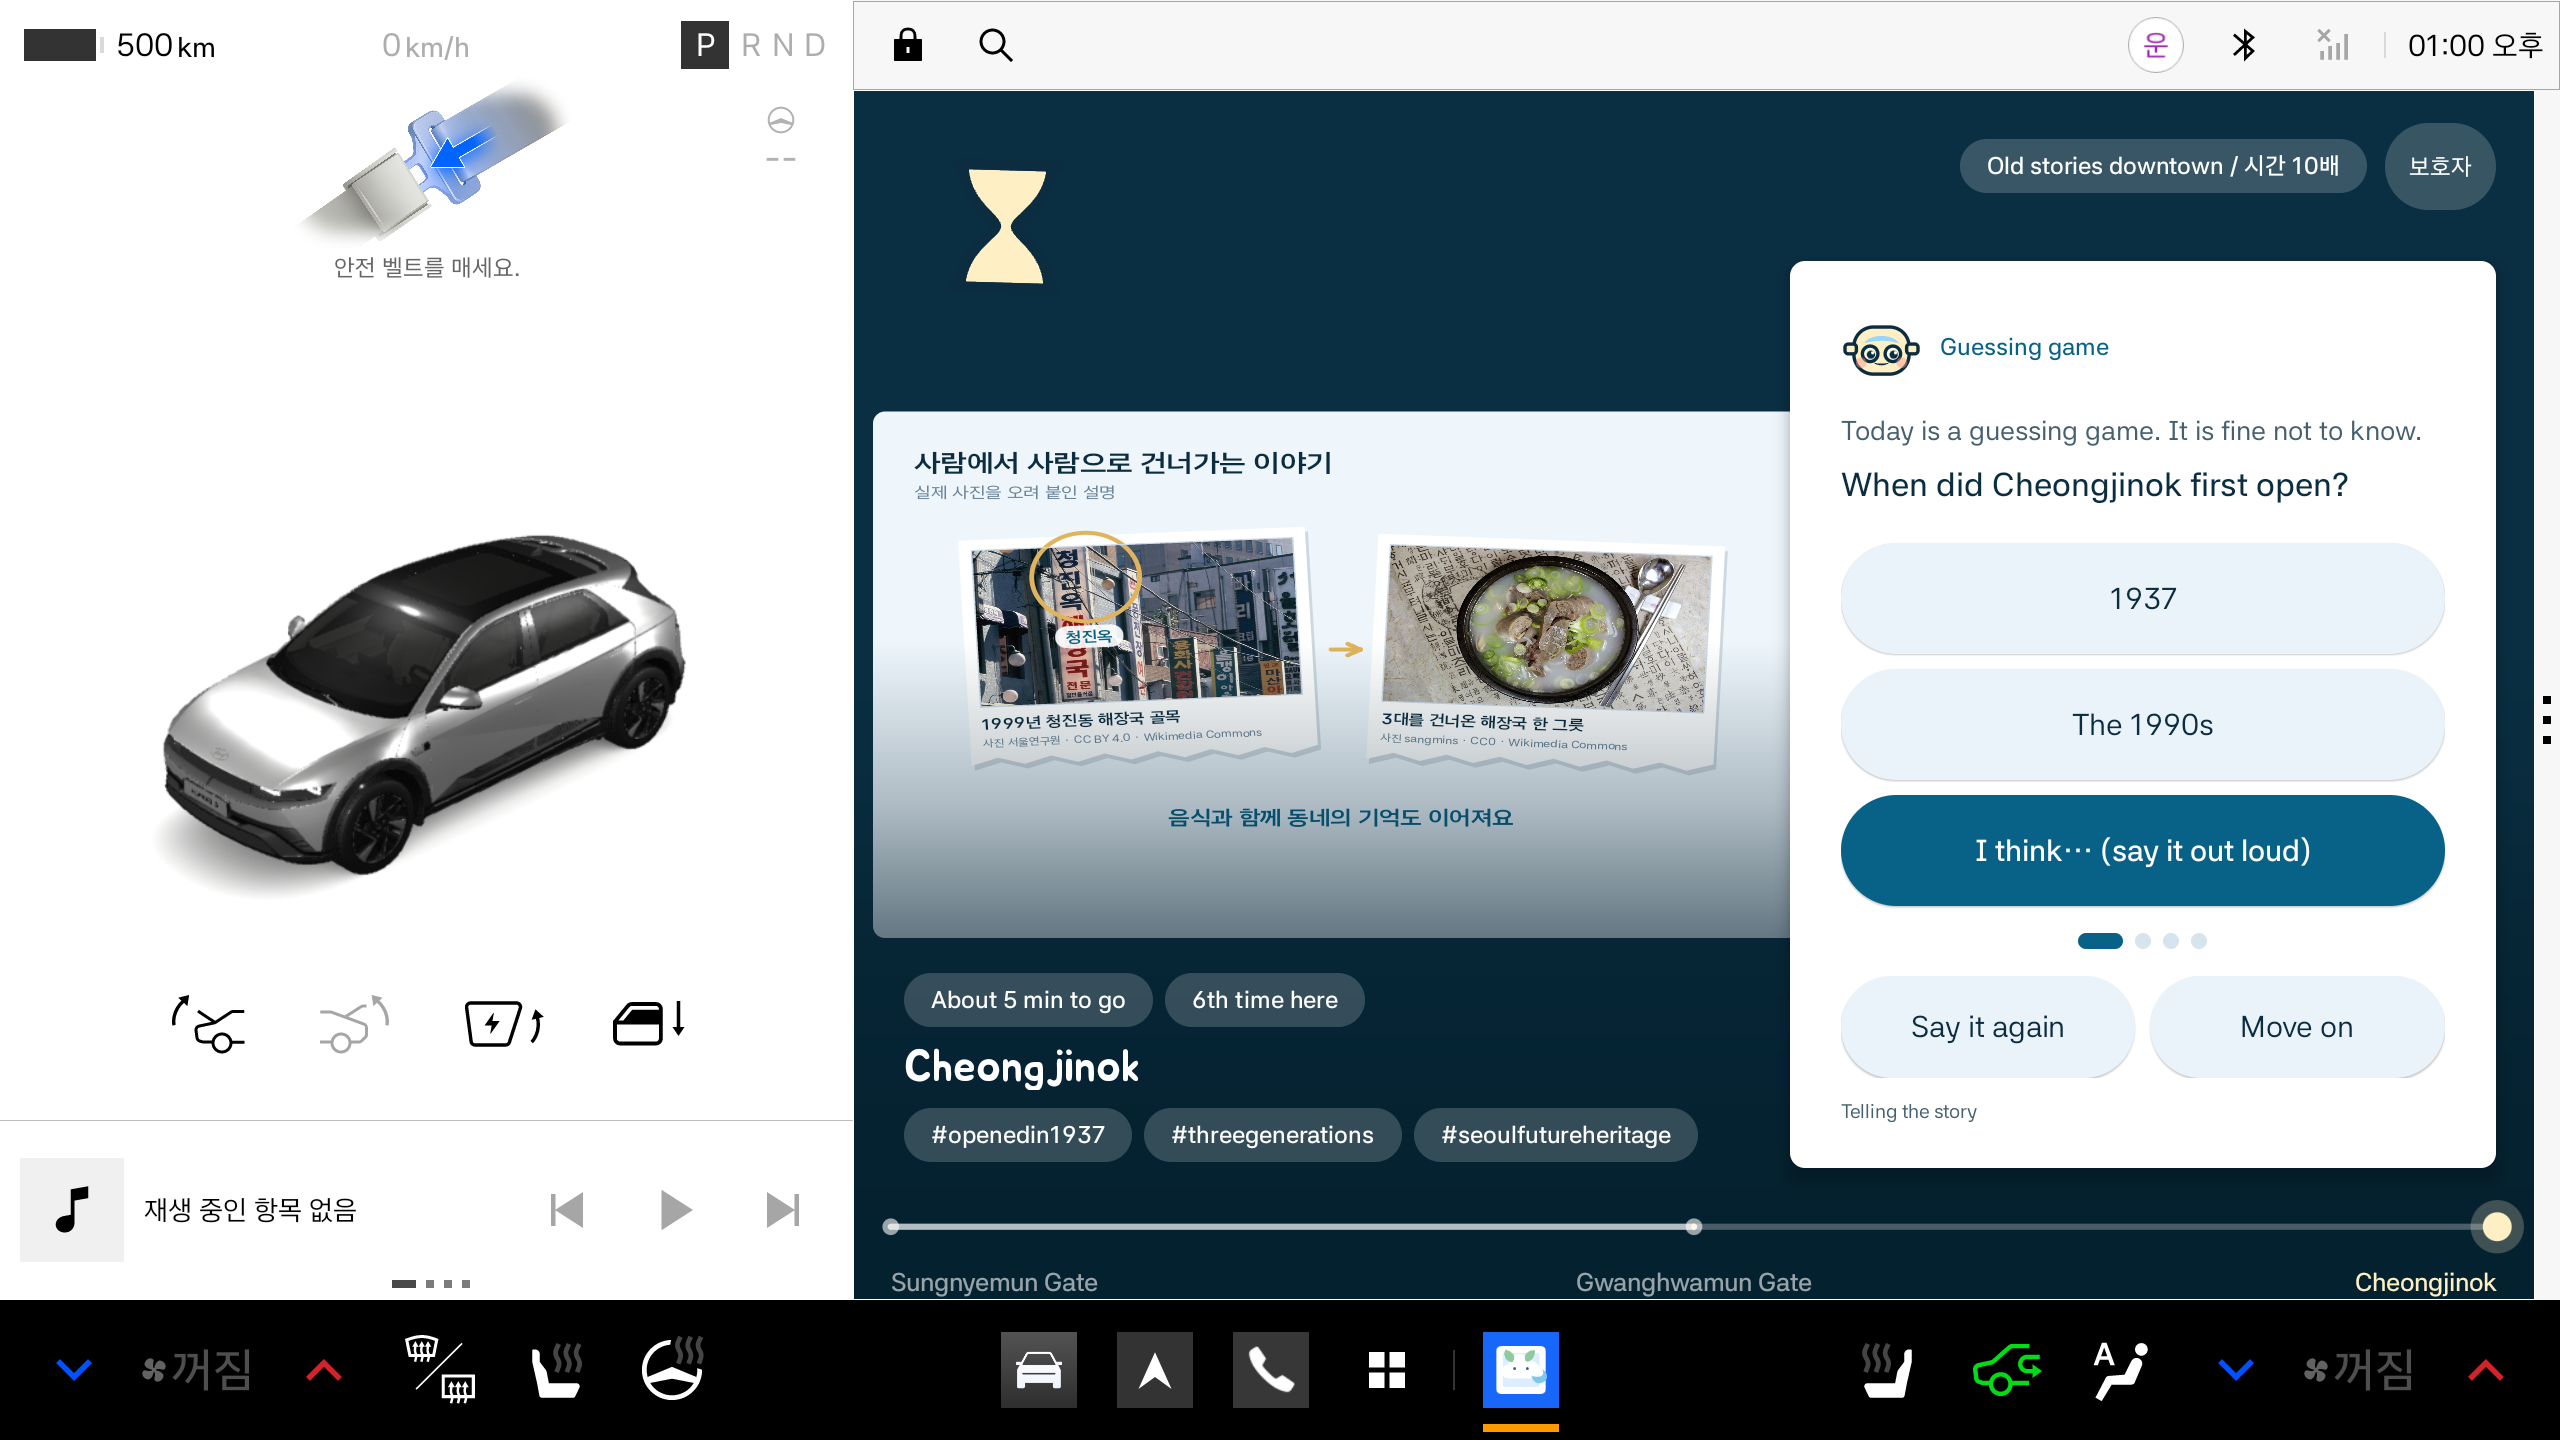 500 km
0 km/h
P R N D
운
01:00 오후
안전 벨트를 매세요.
Old stories downtown / 시간 10배
보호자
사람에서 사람으로 건너가는 이야기
실제 사진을 오려 붙인 설명
청진옥
청진옥
국
전문
1999년 청진동 해장국 골목
사진 서울연구원 · CC BY 4.0 · Wikimedia Commons
3대를 건너온 해장국 한 그릇
사진 sangmins · CC0 · Wikimedia Commons
음식과 함께 동네의 기억도 이어져요
Guessing game
Today is a guessing game. It is fine not to know.
When did Cheongjinok first open?
1937
The 1990s
I think··· (say it out loud)
Say it again
Move on
Telling the story
About 5 min to go
6th time here
Cheongjinok
#openedin1937
#threegenerations
#seoulfutureheritage
Sungnyemun Gate
Gwanghwamun Gate
Cheongjinok
재생 중인 항목 없음
꺼짐
A
꺼짐